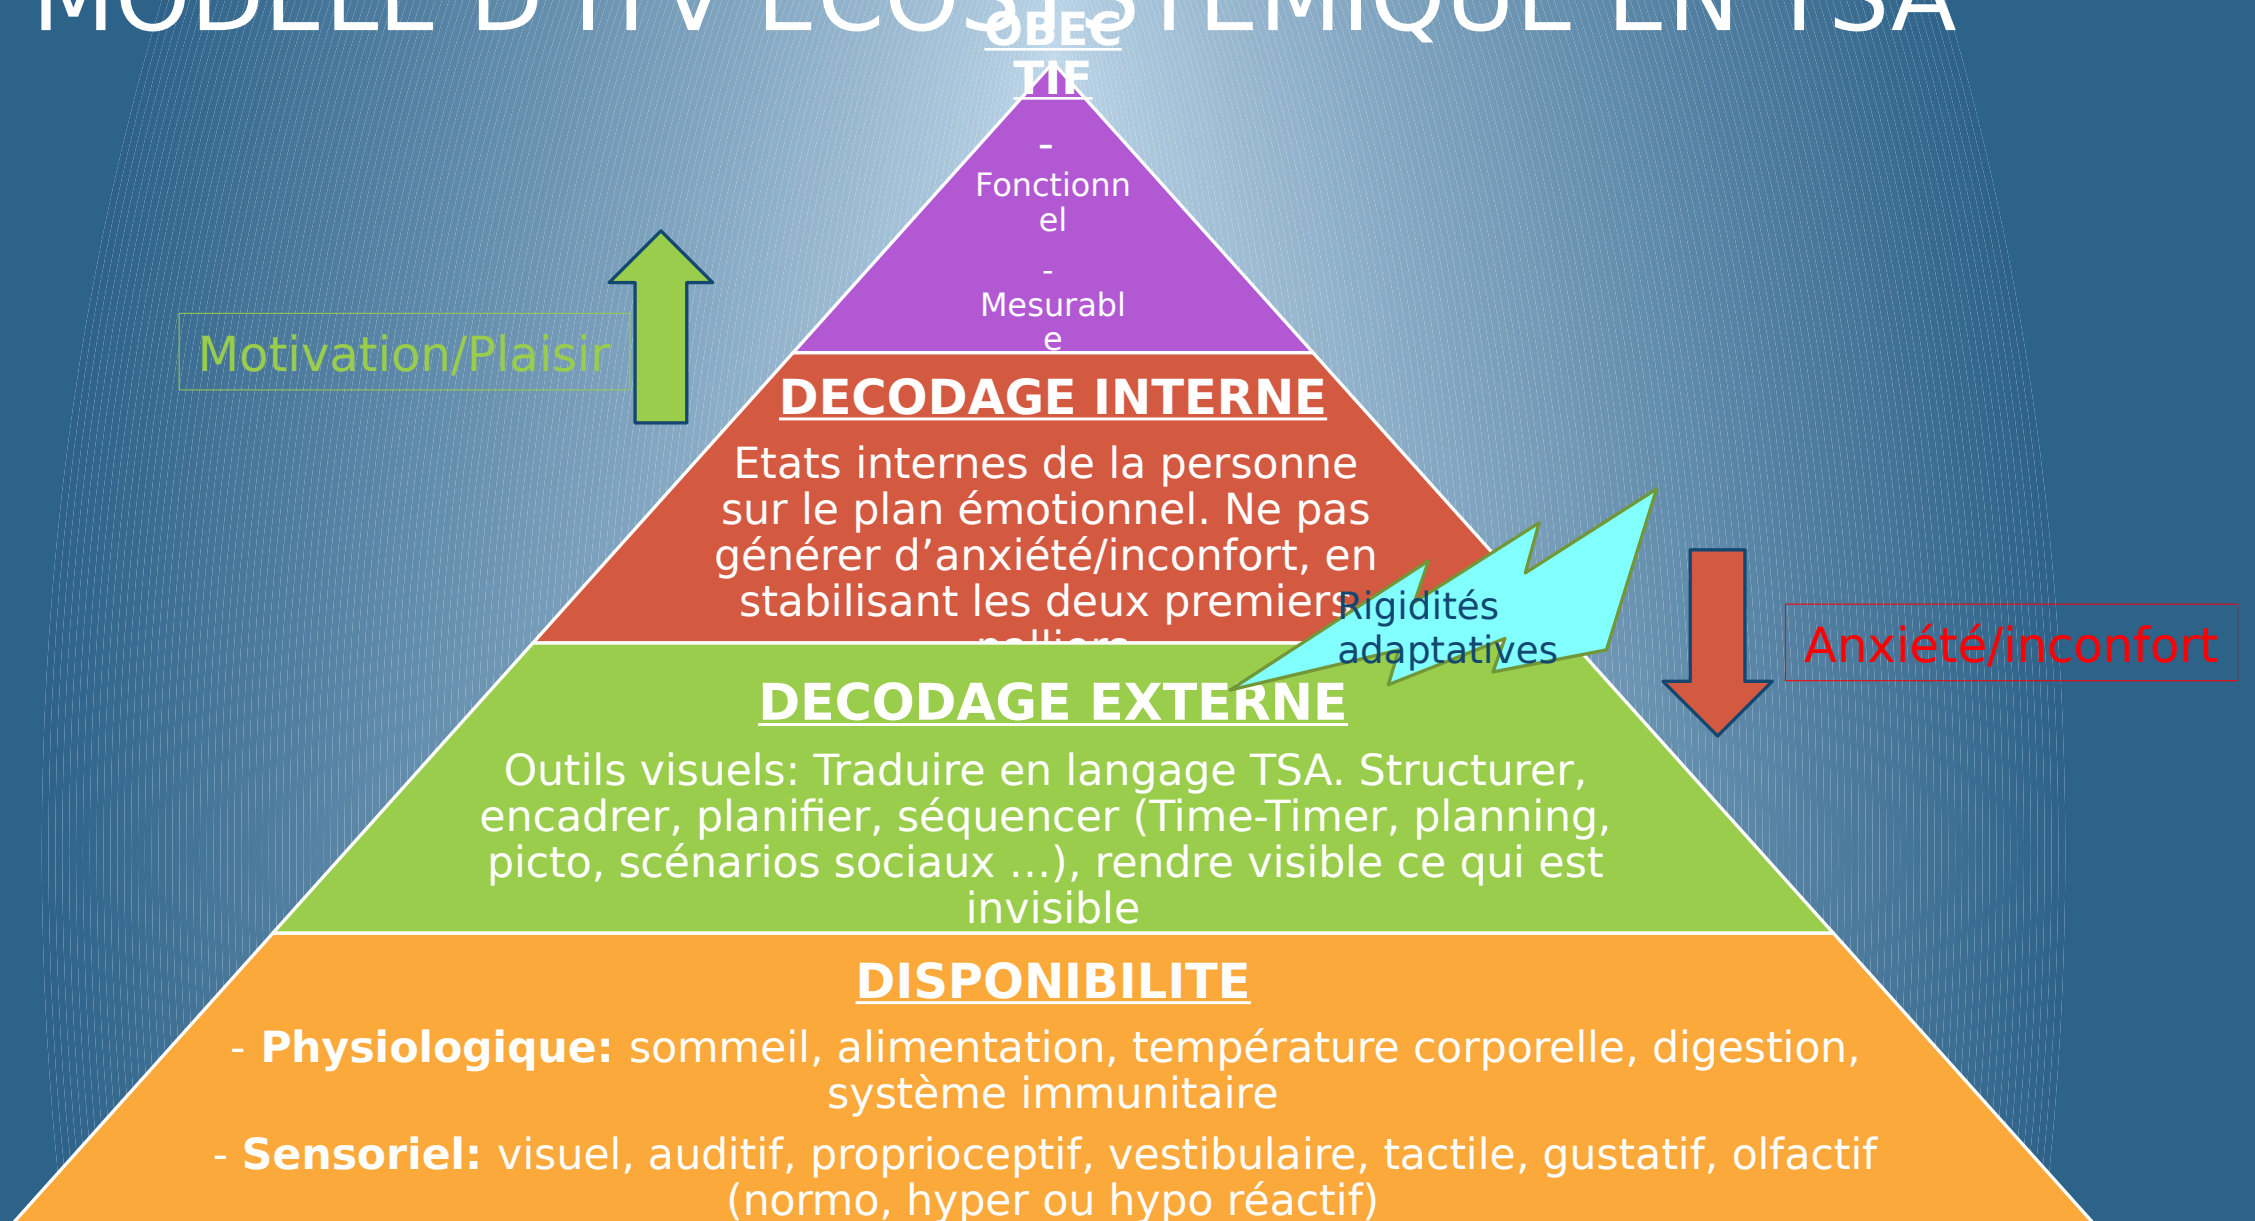 MODELE D'ITV ECOSYSTEMIQUE EN TSA
OBEC
TIF
-
Fonctionn
el
-
Mesurabl
e
Motivation/Plaisir
DECODAGE INTERNE
Etats internes de la personne
sur le plan émotionnel. Ne pas
générer d’anxiété/inconfort, en
stabilisant les deux premiers
Rigidités
adaptatives
Anxiété/inconfort
DECODAGE EXTERNE
Outils visuels: Traduire en langage TSA. Structurer,
encadrer, planifier, séquencer (Time-Timer, planning,
picto, scénarios sociaux …), rendre visible ce qui est
invisible
DISPONIBILITE
- Physiologique: sommeil, alimentation, température corporelle, digestion,
système immunitaire
- Sensoriel: visuel, auditif, proprioceptif, vestibulaire, tactile, gustatif, olfactif
(normo, hyper ou hypo réactif)